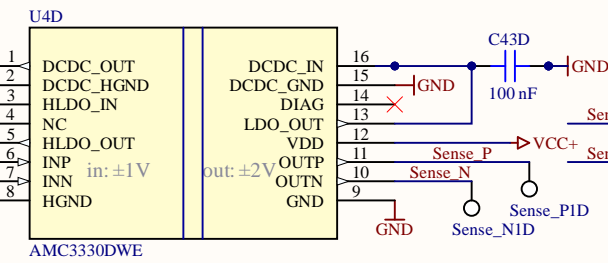 U4D
C43D
1 DCDC_OUT DCDC_IN 16 GND
2 DCDC_HGND DCDC_GND 15 GND
100 nF
3 HLDO_IN DIAG 14
4 NC LDO_OUT 13
Sen
5 HLDO_OUT VDD 12 VCC+
6 INP in: ±1V out: ±2V OUTP 11 Sense_P Sen
7 INN OUTN 10 Sense_N
8 HGND GND 9
Sense_P1D
GND Sense_N1D
AMC3330DWE